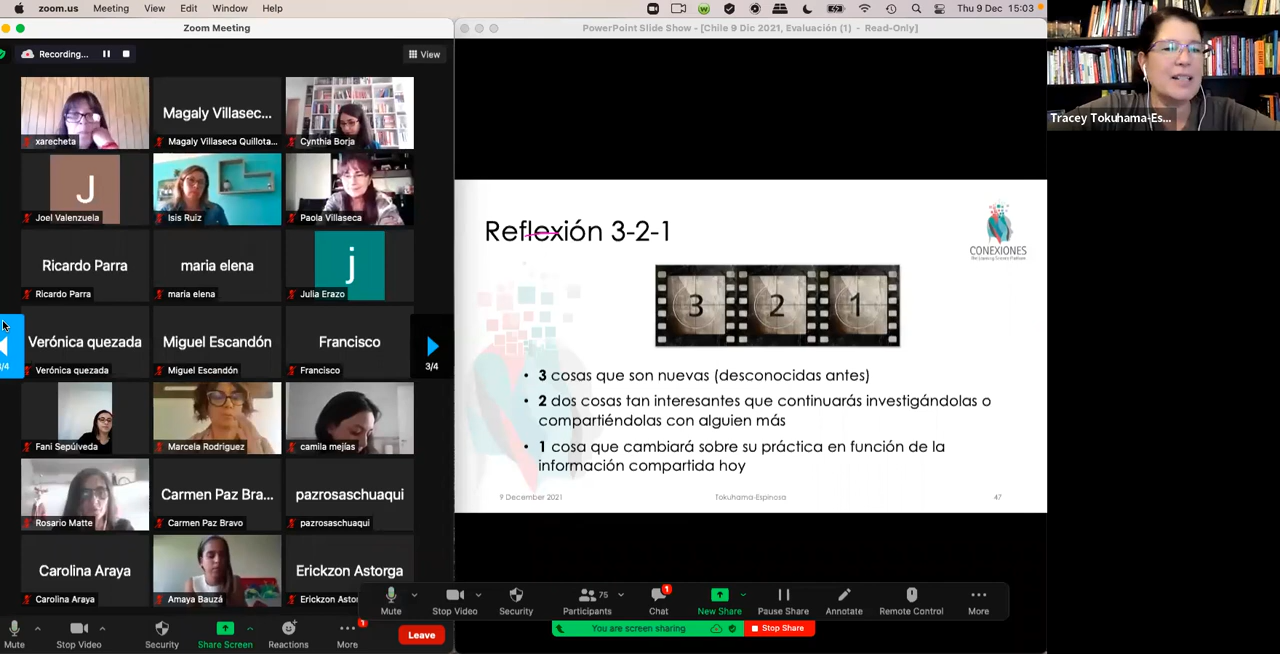 zoom.us Meeting View Edit Window Help
Thu 9 Dec 15:03
Zoom Meeting
Recording...
View
Magaly Villasec...
xarecheta
Magaly Villaseca Quillota...
Cynthia Borja
J
Joel Valenzuela
Isis Ruiz
Paola Villaseca
Ricardo Parra
maria elena
j
Ricardo Parra
maria elena
Julia Erazo
Verónica quezada
Miguel Escandón
Francisco
3/4
Verónica quezada
Miguel Escandón
Francisco
3/4
Fani Sepúlveda
Marcela Rodriguez
camila mejías
Carmen Paz Bra...
pazrosaschuaqui
Rosario Matte
Carmen Paz Bravo
pazrosaschuaqui
Carolina Araya
Erickzon Astorga
Carolina Araya
Amaya Bauzá
Erickzon Astor
Mute
Stop Video
Security
Share Screen
Reactions
1
More
Leave
PowerPoint Slide Show - [Chile 9 Dic 2021, Evaluación (1) - Read-Only]
Reflexión 3-2-1
CONEXIONES
The Learning Sciences Platform
3 2 1
• 3 cosas que son nuevas (desconocidas antes)
• 2 dos cosas tan interesantes que continuarás investigándolas o
compartiéndolas con alguien más
• 1 cosa que cambiará sobre su práctica en función de la
información compartida hoy
9 December 2021
Tokuhama-Espinosa
47
Mute
Stop Video
Security
75
Participants
1
Chat
New Share
Pause Share
Annotate
Remote Control
More
You are screen sharing
Stop Share
Tracey Tokuhama-Es...